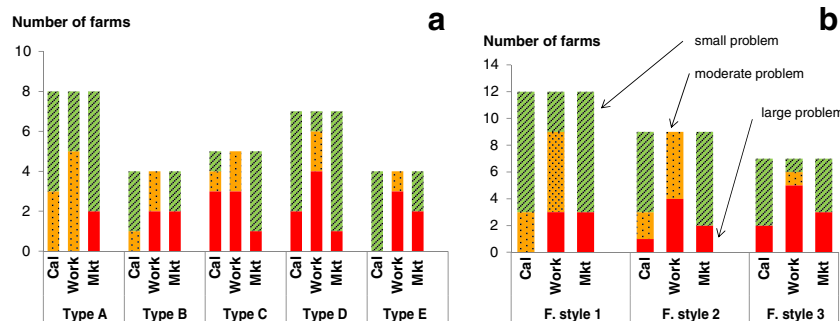 Number of farms
a
10
8
6
4
2
0
Cal Work Mkt Cal Work Mkt Cal Work Mkt Cal Work Mkt Cal Work Mkt
Type A Type B Type C Type D Type E
b
Number of farms
small problem
moderate problem
large problem
14
12
10
8
6
4
2
0
Cal Work Mkt Cal Work Mkt Cal Work Mkt
F. style 1 F. style 2 F. style 3